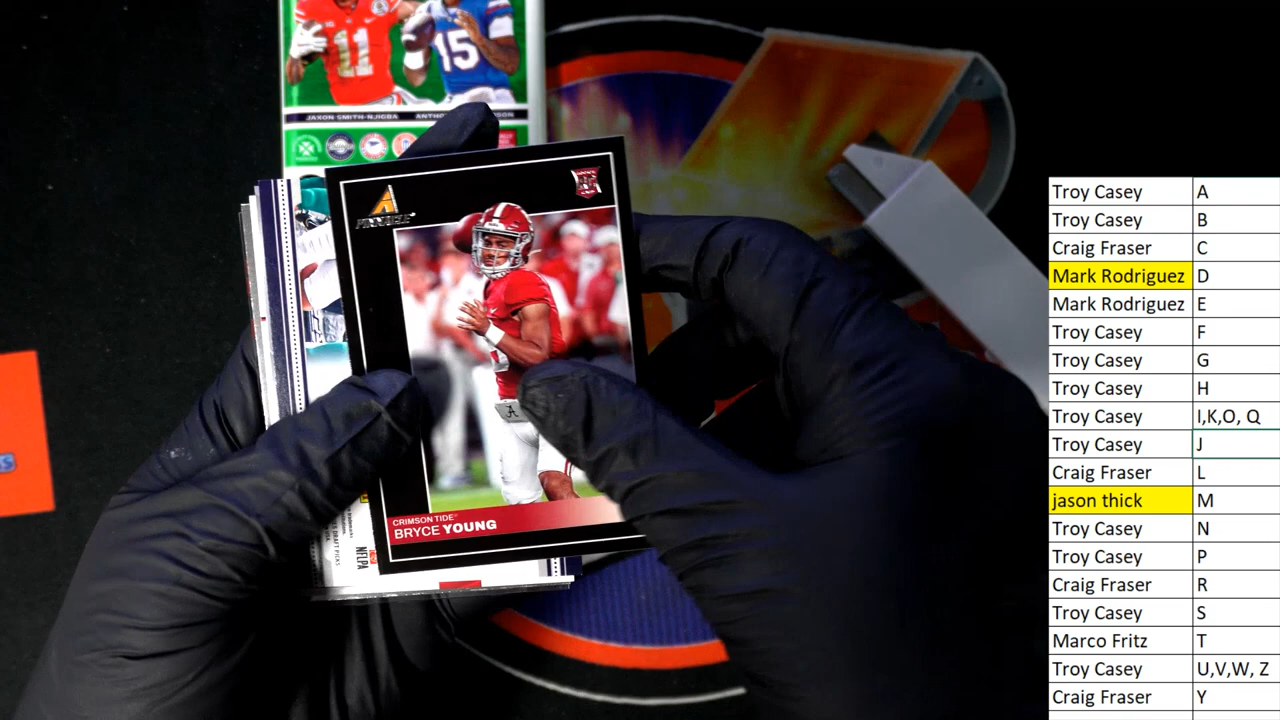 11
15
JAXON SMITH-NJIGBA
PINNACLE
A
CRIMSON TIDE
BRYCE YOUNG
NFLPA
Troy Casey A
Troy Casey B
Craig Fraser C
Mark Rodriguez D
Mark Rodriguez E
Troy Casey F
Troy Casey G
Troy Casey H
Troy Casey I,K,O, Q
Troy Casey J
Craig Fraser L
jason thick M
Troy Casey N
Troy Casey P
Craig Fraser R
Troy Casey S
Marco Fritz T
Troy Casey U,V,W, Z
Craig Fraser Y